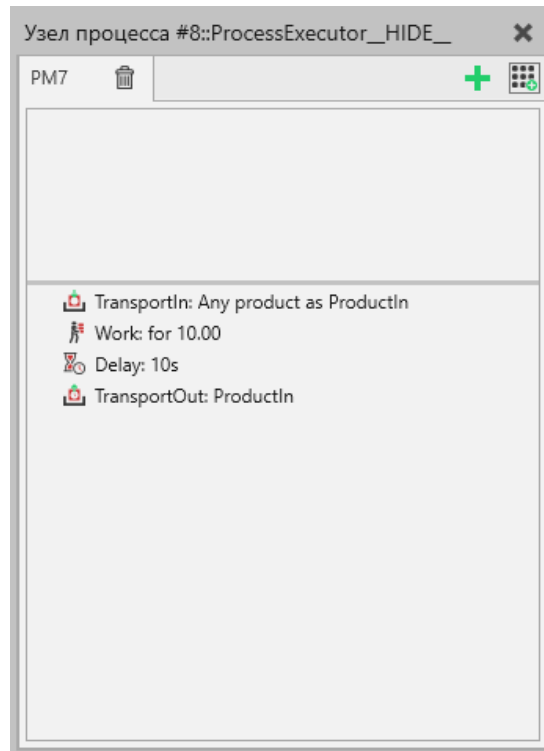 Узел процесса #8::ProcessExecutor__HIDE__
PM7
TransportIn: Any product as ProductIn
Work: for 10.00
Delay: 10s
TransportOut: ProductIn